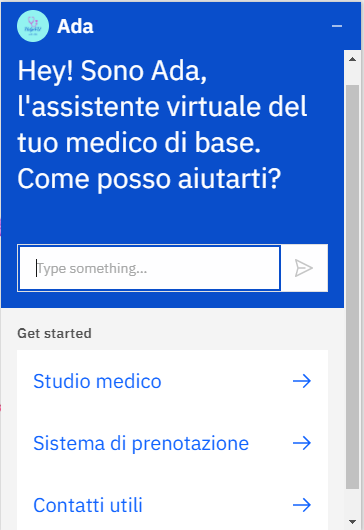 Ada
Hey! Sono Ada,
l'assistente virtuale del
tuo medico di base.
Come posso aiutarti?
Type something...
Get started
Studio medico
Sistema di prenotazione
Contatti utili